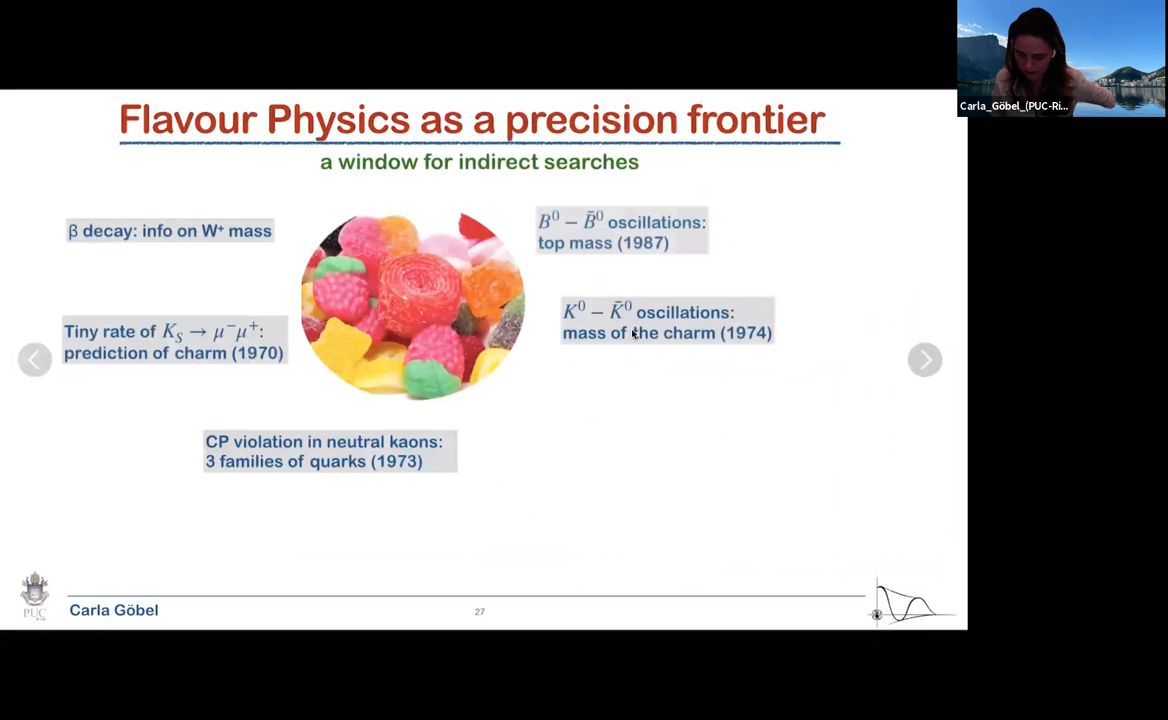 Carla_Göbel_(PUC-Ri...
Flavour Physics as a precision frontier
a window for indirect searches
β decay: info on W⁺ mass
B⁰ – B̄⁰ oscillations:
top mass (1987)
Tiny rate of K_S → μ⁻μ⁺:
prediction of charm (1970)
K⁰ – K̄⁰ oscillations:
mass of the charm (1974)
CP violation in neutral kaons:
3 families of quarks (1973)
PUC
Carla Göbel
27